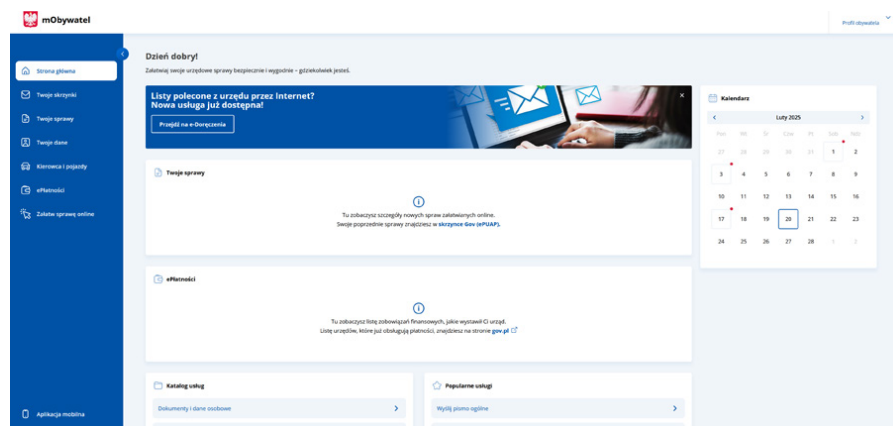 mObywatel
Profil obywatela
Strona główna
Twoje skrzynki
Twoje sprawy
Twoje dane
Kierowca i pojazdy
ePłatności
Załatw sprawę online
Aplikacja mobilna
Dzień dobry!
Załatwiaj swoje urzędowe sprawy bezpiecznie i wygodnie – gdziekolwiek jesteś.
Listy polecone z urzędu przez Internet?
Nowa usługa już dostępna!
Przejdź na e-Doręczenia
Twoje sprawy
Tu zobaczysz szczegóły nowych spraw załatwianych online.
Swoje poprzednie sprawy znajdziesz w skrzynce Gov (ePUAP).
ePłatności
Tu zobaczysz listę zobowiązań finansowych, jakie wystawił Ci urząd.
Listę urzędów, które już obsługują płatności, znajdziesz na stronie gov.pl
Katalog usług
Dokumenty i dane osobowe
Popularne usługi
Wyślij pismo ogólne
Kalendarz
Luty 2025
Pon Wt Śr Czw Pt Sob Ndz
27 28 29 30 31 1 2
3 4 5 6 7 8 9
10 11 12 13 14 15 16
17 18 19 20 21 22 23
24 25 26 27 28 1 2